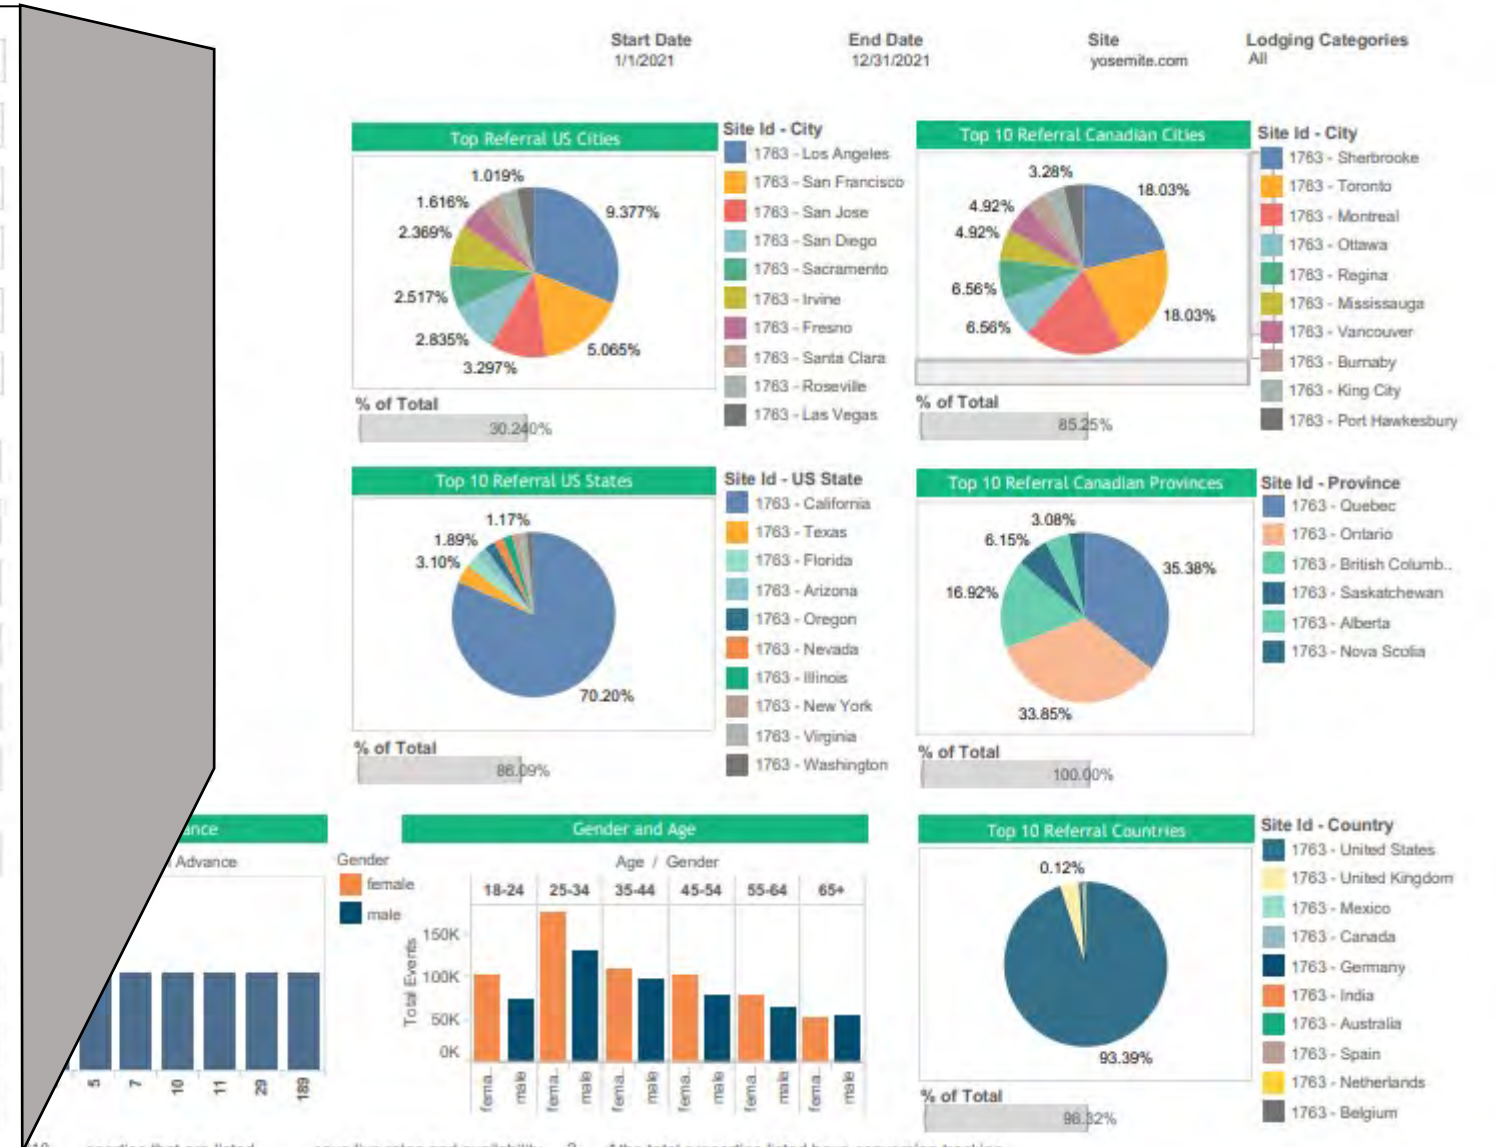 Start Date End Date Site Lodging Categories
1/1/2021 12/31/2021 yosemite.com All
Top Referral US Cities
1.019%
1.616%
9.377%
2.369%
2.517%
2.835%
5.065%
3.297%
% of Total
30.240%
Site Id - City
1763 - Los Angeles
1763 - San Francisco
1763 - San Jose
1763 - San Diego
1763 - Sacramento
1763 - Irvine
1763 - Fresno
1763 - Santa Clara
1763 - Roseville
1763 - Las Vegas
Top 10 Referral Canadian Cities
3.28%
18.03%
4.92%
4.92%
6.56%
18.03%
6.56%
% of Total
85.25%
Site Id - City
1763 - Sherbrooke
1763 - Toronto
1763 - Montreal
1763 - Ottawa
1763 - Regina
1763 - Mississauga
1763 - Vancouver
1763 - Burnaby
1763 - King City
1763 - Port Hawkesbury
Top 10 Referral US States
1.17%
1.89%
3.10%
70.20%
% of Total
86.09%
Site Id - US State
1763 - California
1763 - Texas
1763 - Florida
1763 - Arizona
1763 - Oregon
1763 - Nevada
1763 - Illinois
1763 - New York
1763 - Virginia
1763 - Washington
Top 10 Referral Canadian Provinces
3.08%
6.15%
35.38%
16.92%
33.85%
% of Total
100.00%
Site Id - Province
1763 - Quebec
1763 - Ontario
1763 - British Columb..
1763 - Saskatchewan
1763 - Alberta
1763 - Nova Scotia
ance
Advance
5 7 10 11 29 189
Gender
female
male
Gender and Age
Age / Gender
18-24 25-34 35-44 45-54 55-64 65+
Total Events
150K
100K
50K
0K
fema.. male fema.. male fema.. male fema.. male fema.. male fema.. male
Top 10 Referral Countries
0.12%
93.39%
% of Total
96.32%
Site Id - Country
1763 - United States
1763 - United Kingdom
1763 - Mexico
1763 - Canada
1763 - Germany
1763 - India
1763 - Australia
1763 - Spain
1763 - Netherlands
1763 - Belgium